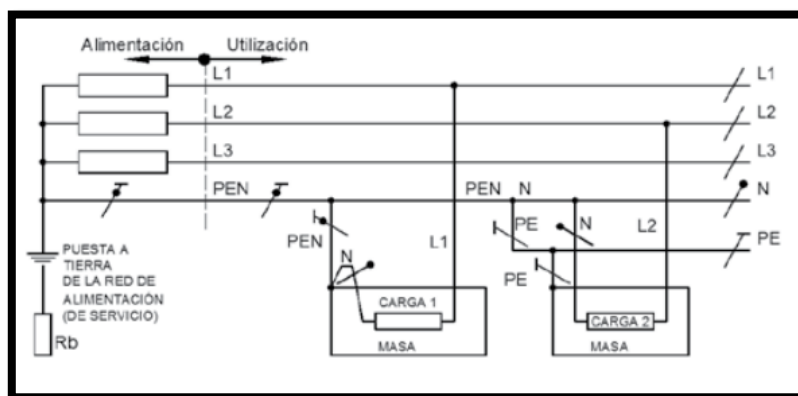 Alimentación Utilización
L1 L1
L2 L2
L3 L3
PEN PEN N N
PE N L2 PE
PEN L1
N PE
PUESTA A
TIERRA
DE LA RED DE
ALIMENTACIÓN
(DE SERVICIO)
Rb
CARGA 1
MASA
CARGA 2
MASA